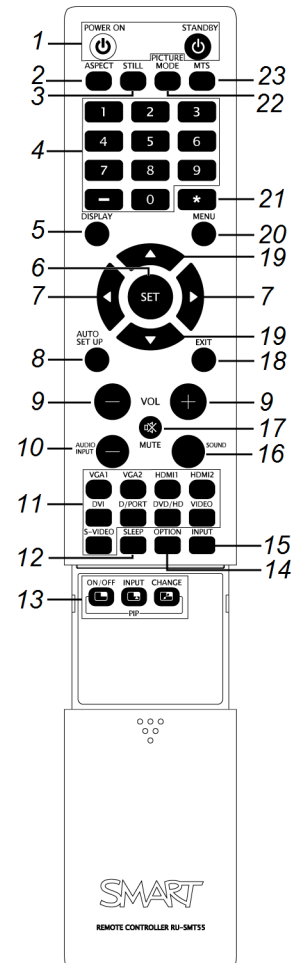 POWER ON STANDBY
1
ASPECT STILL PICTURE MODE MTS
2 23
3 22
1 2 3
4
4 5 6
7 8 9
− 0 *
21
DISPLAY MENU
5 20
6 19
7 SET 7
19
AUTO SET UP EXIT
8 18
9 − VOL + 9
17
MUTE
10 AUDIO INPUT − SOUND
16
VGA1 VGA2 HDMI1 HDMI2
11
DVI D/PORT DVD/HD VIDEO
S-VIDEO SLEEP OPTION INPUT
12 15
14
ON/OFF INPUT CHANGE
13
PIP
SMART
REMOTE CONTROLLER RU-SMT55